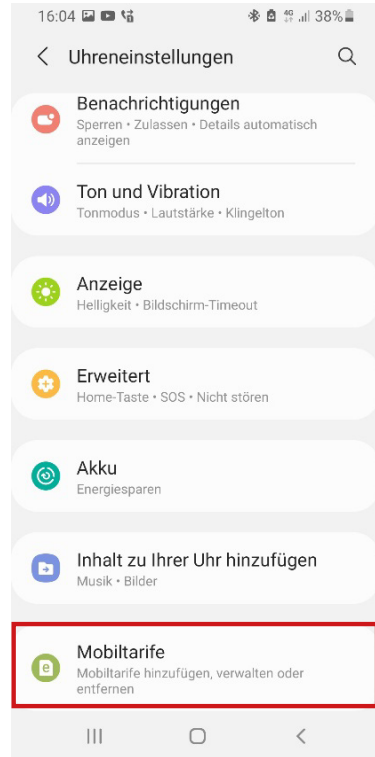 16:04 4G 38%
Uhreneinstellungen
Benachrichtigungen
Sperren • Zulassen • Details automatisch
anzeigen
Ton und Vibration
Tonmodus • Lautstärke • Klingelton
Anzeige
Helligkeit • Bildschirm-Timeout
Erweitert
Home-Taste • SOS • Nicht stören
Akku
Energiesparen
Inhalt zu Ihrer Uhr hinzufügen
Musik • Bilder
e
Mobiltarife
Mobiltarife hinzufügen, verwalten oder
entfernen